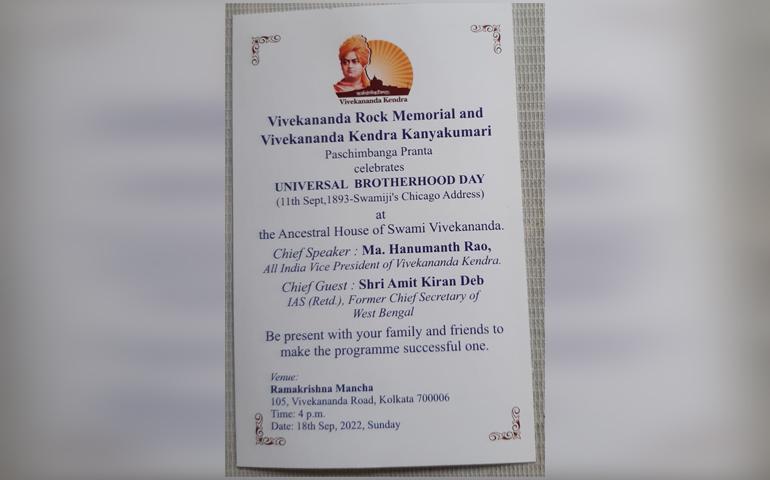 Vivekananda Kendra
Vivekananda Rock Memorial and
Vivekananda Kendra Kanyakumari
Paschimbanga Pranta
celebrates
UNIVERSAL BROTHERHOOD DAY
(11th Sept,1893-Swamiji's Chicago Address)
at
the Ancestral House of Swami Vivekananda.
Chief Speaker : Ma. Hanumanth Rao,
All India Vice President of Vivekananda Kendra.
Chief Guest : Shri Amit Kiran Deb
IAS (Retd.), Former Chief Secretary of
West Bengal
Be present with your family and friends to
make the programme successful one.
Venue:
Ramakrishna Mancha
105, Vivekananda Road, Kolkata 700006
Time: 4 p.m.
Date: 18th Sep, 2022, Sunday